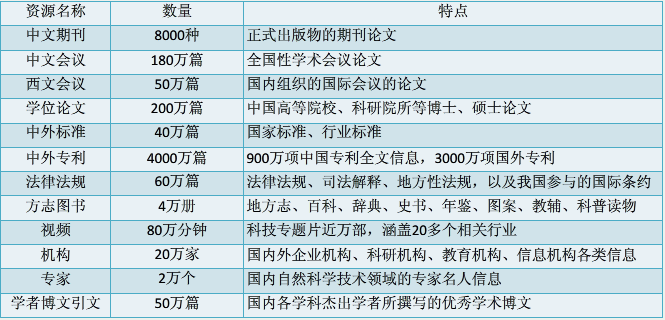 资源名称 数量 特点
中文期刊 8000种 正式出版物的期刊论文
中文会议 180万篇 全国性学术会议论文
西文会议 50万篇 国内组织的国际会议的论文
学位论文 200万篇 中国高等院校、科研院所等博士、硕士论文
中外标准 40万篇 国家标准、行业标准
中外专利 4000万篇 900万项中国专利全文信息，3000万项国外专利
法律法规 60万篇 法律法规、司法解释、地方性法规，以及我国参与的国际条约
方志图书 4万册 地方志、百科、辞典、史书、年鉴、图案、教辅、科普读物
视频 80万分钟 科技专题片近万部，涵盖20多个相关行业
机构 20万家 国内外企业机构、科研机构、教育机构、信息机构各类信息
专家 2万个 国内自然科学技术领域的专家名人信息
学者博文引文 50万篇 国内各学科杰出学者所撰写的优秀学术博文